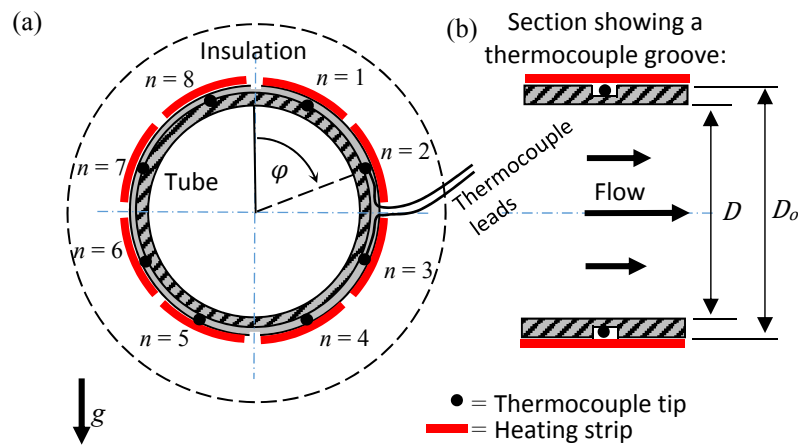 (a)
Insulation
n = 8
n = 1
n = 7
n = 2
Tube
φ
n = 6
n = 3
n = 5
n = 4
Thermocouple
leads
g
(b)
Section showing a
thermocouple groove:
Flow
D
Dₒ
= Thermocouple tip
= Heating strip